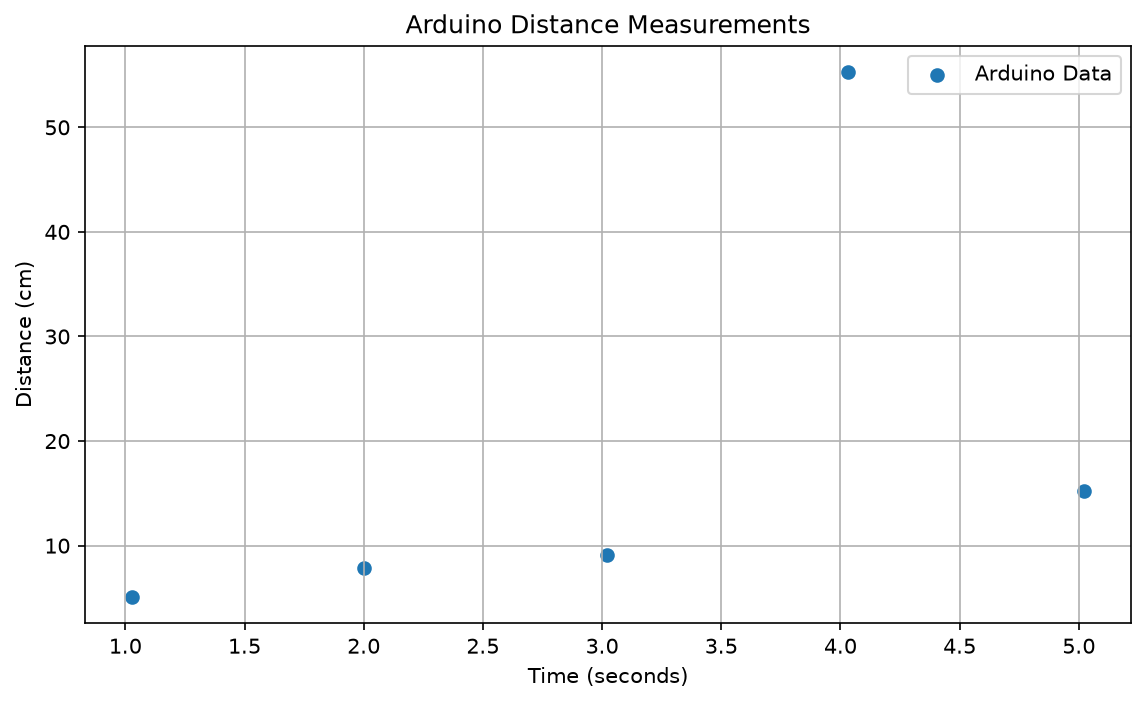 Arduino Distance Measurements
Arduino Data
50
40
30
20
10
Distance (cm)
1.0 1.5 2.0 2.5 3.0 3.5 4.0 4.5 5.0
Time (seconds)